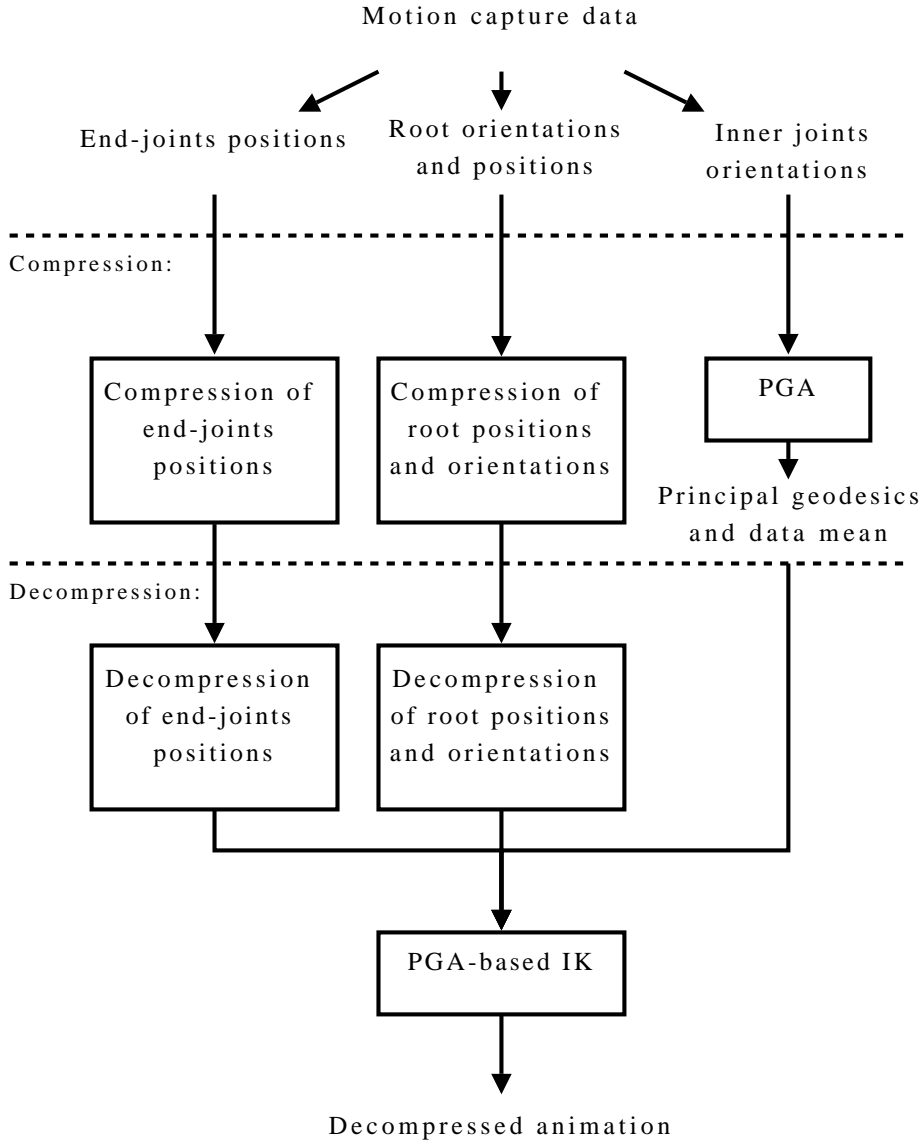 Motion capture data
End-joints positions
Root orientations
and positions
Inner joints
orientations
Compression:
Compression of
end-joints
positions
Compression of
root positions
and orientations
PGA
Principal geodesics
and data mean
Decompression:
Decompression
of end-joints
positions
Decompression
of root positions
and orientations
PGA-based IK
Decompressed animation